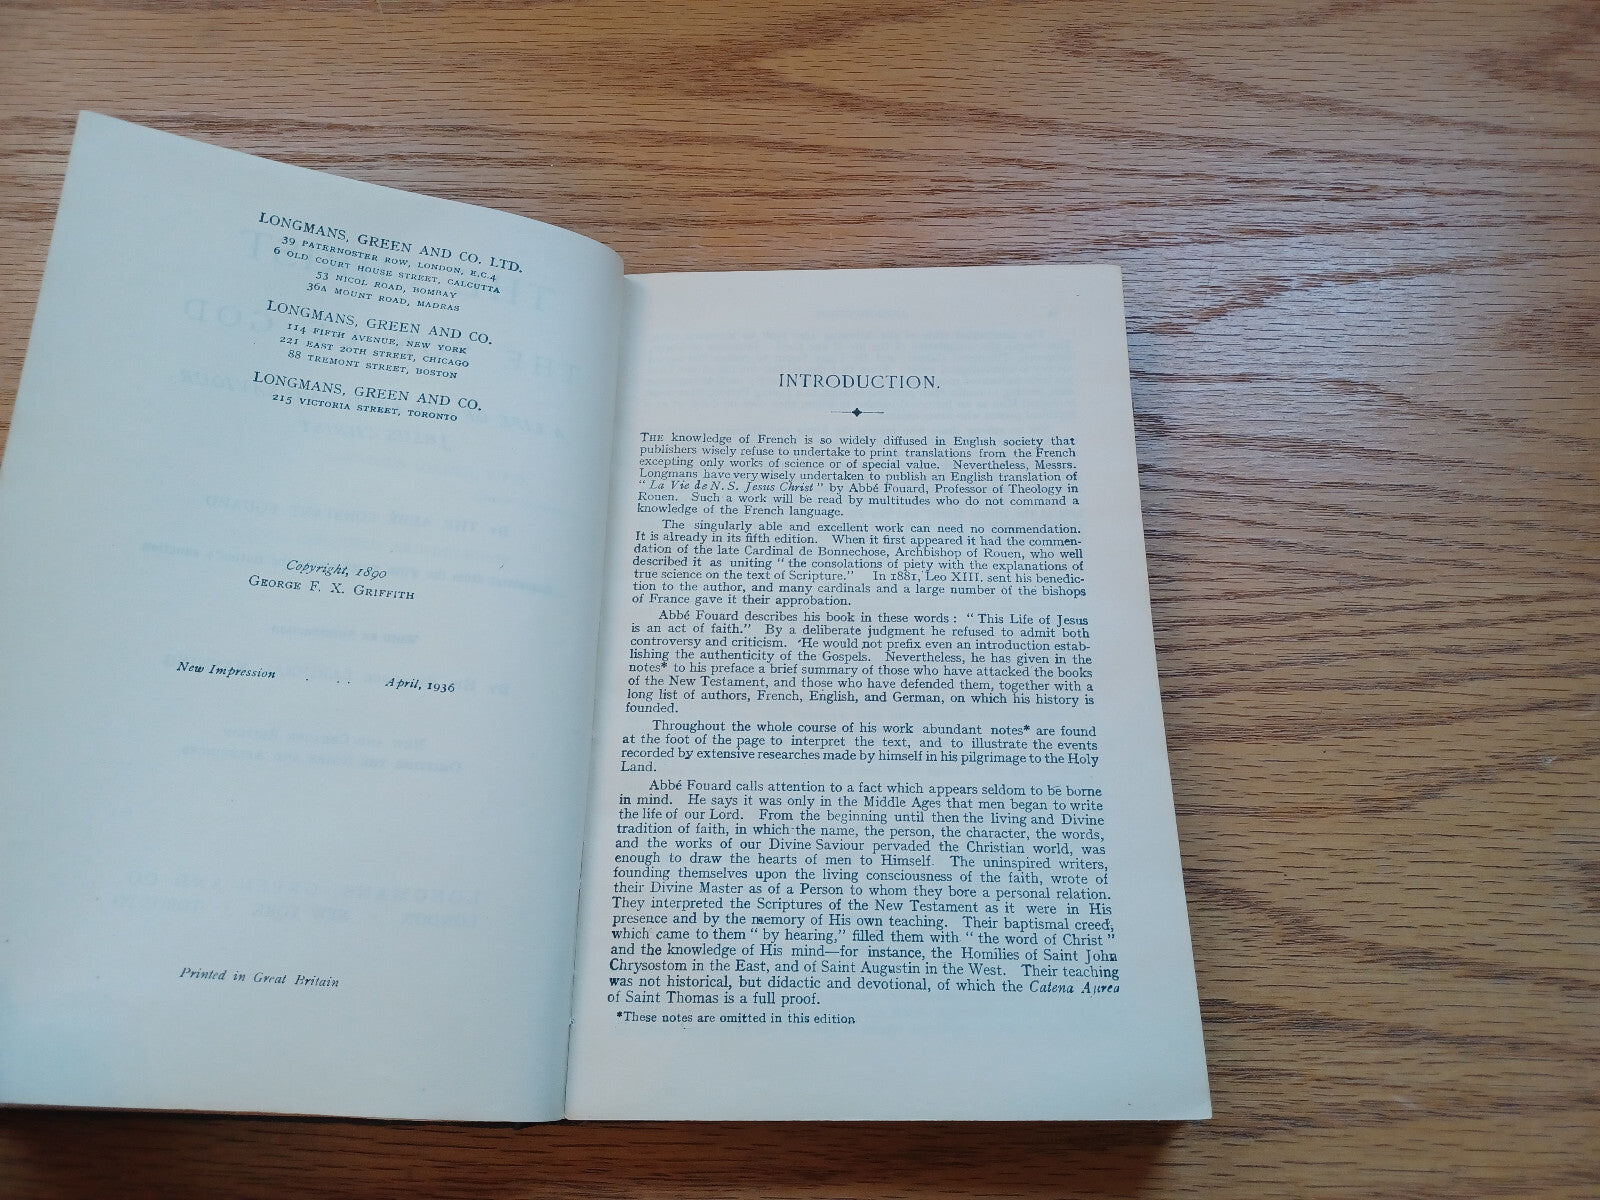 LONGMANS, GREEN AND CO. LTD.
39 PATERNOSTER ROW, LONDON, E.C.4
6 OLD COURT HOUSE STREET, CALCUTTA
53 NICOL ROAD, BOMBAY
36A MOUNT ROAD, MADRAS
LONGMANS, GREEN AND CO.
114 FIFTH AVENUE, NEW YORK
221 EAST 20TH STREET, CHICAGO
88 TREMONT STREET, BOSTON
LONGMANS, GREEN AND CO.
215 VICTORIA STREET, TORONTO
Copyright, 1890
GEORGE F. X. GRIFFITH
New Impression . . . April, 1936
Printed in Great Britain
INTRODUCTION.
THE knowledge of French is so widely diffused in English society that
publishers wisely refuse to undertake to print translations from the French
excepting only works of science or of special value. Nevertheless, Messrs.
Longmans have very wisely undertaken to publish an English translation of
" La Vie de N. S. Jesus Christ " by Abbé Fouard, Professor of Theology in
Rouen. Such a work will be read by multitudes who do not command a
knowledge of the French language.
The singularly able and excellent work can need no commendation.
It is already in its fifth edition. When it first appeared it had the commen-
dation of the late Cardinal de Bonnechose, Archbishop of Rouen, who well
described it as uniting " the consolations of piety with the explanations of
true science on the text of Scripture." In 1881, Leo XIII. sent his benedic-
tion to the author, and many cardinals and a large number of the bishops
of France gave it their approbation.
Abbé Fouard describes his book in these words : " This Life of Jesus
is an act of faith." By a deliberate judgment he refused to admit both
controversy and criticism. He would not prefix even an introduction estab-
lishing the authenticity of the Gospels. Nevertheless, he has given in the
notes* to his preface a brief summary of those who have attacked the books
of the New Testament, and those who have defended them, together with a
long list of authors, French, English, and German, on which his history is
founded.
Throughout the whole course of his work abundant notes* are found
at the foot of the page to interpret the text, and to illustrate the events
recorded by extensive researches made by himself in his pilgrimage to the Holy
Land.
Abbé Fouard calls attention to a fact which appears seldom to be borne
in mind. He says it was only in the Middle Ages that men began to write
the life of our Lord. From the beginning until then the living and Divine
tradition of faith, in which the name, the person, the character, the words,
and the works of our Divine Saviour pervaded the Christian world, was
enough to draw the hearts of men to Himself. The uninspired writers,
founding themselves upon the living consciousness of the faith, wrote of
their Divine Master as of a Person to whom they bore a personal relation.
They interpreted the Scriptures of the New Testament as it were in His
presence and by the memory of His own teaching. Their baptismal creed,
which came to them " by hearing," filled them with " the word of Christ "
and the knowledge of His mind—for instance, the Homilies of Saint John
Chrysostom in the East, and of Saint Augustin in the West. Their teaching
was not historical, but didactic and devotional, of which the Catena Aurea
of Saint Thomas is a full proof.
*These notes are omitted in this edition